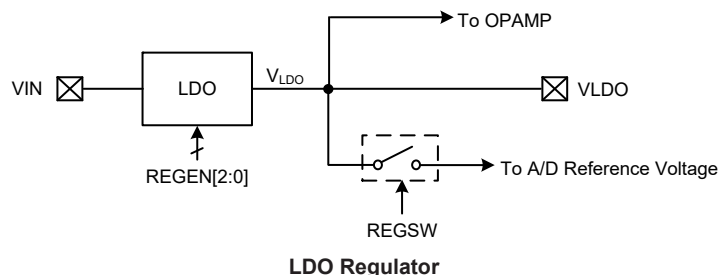 To OPAMP
VIN
LDO
VLDO
VLDO
REGEN[2:0]
To A/D Reference Voltage
REGSW
LDO Regulator